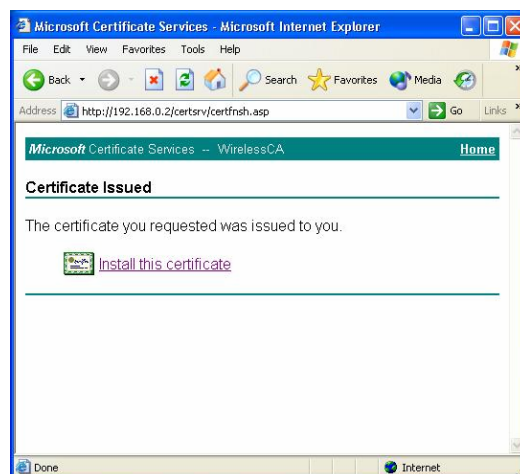 Microsoft Certificate Services - Microsoft Internet Explorer
File Edit View Favorites Tools Help
Back Search Favorites Media
Address http://192.168.0.2/certsrv/certfnsh.asp Go Links
Microsoft Certificate Services -- WirelessCA Home
Certificate Issued
The certificate you requested was issued to you.
Install this certificate
Done Internet